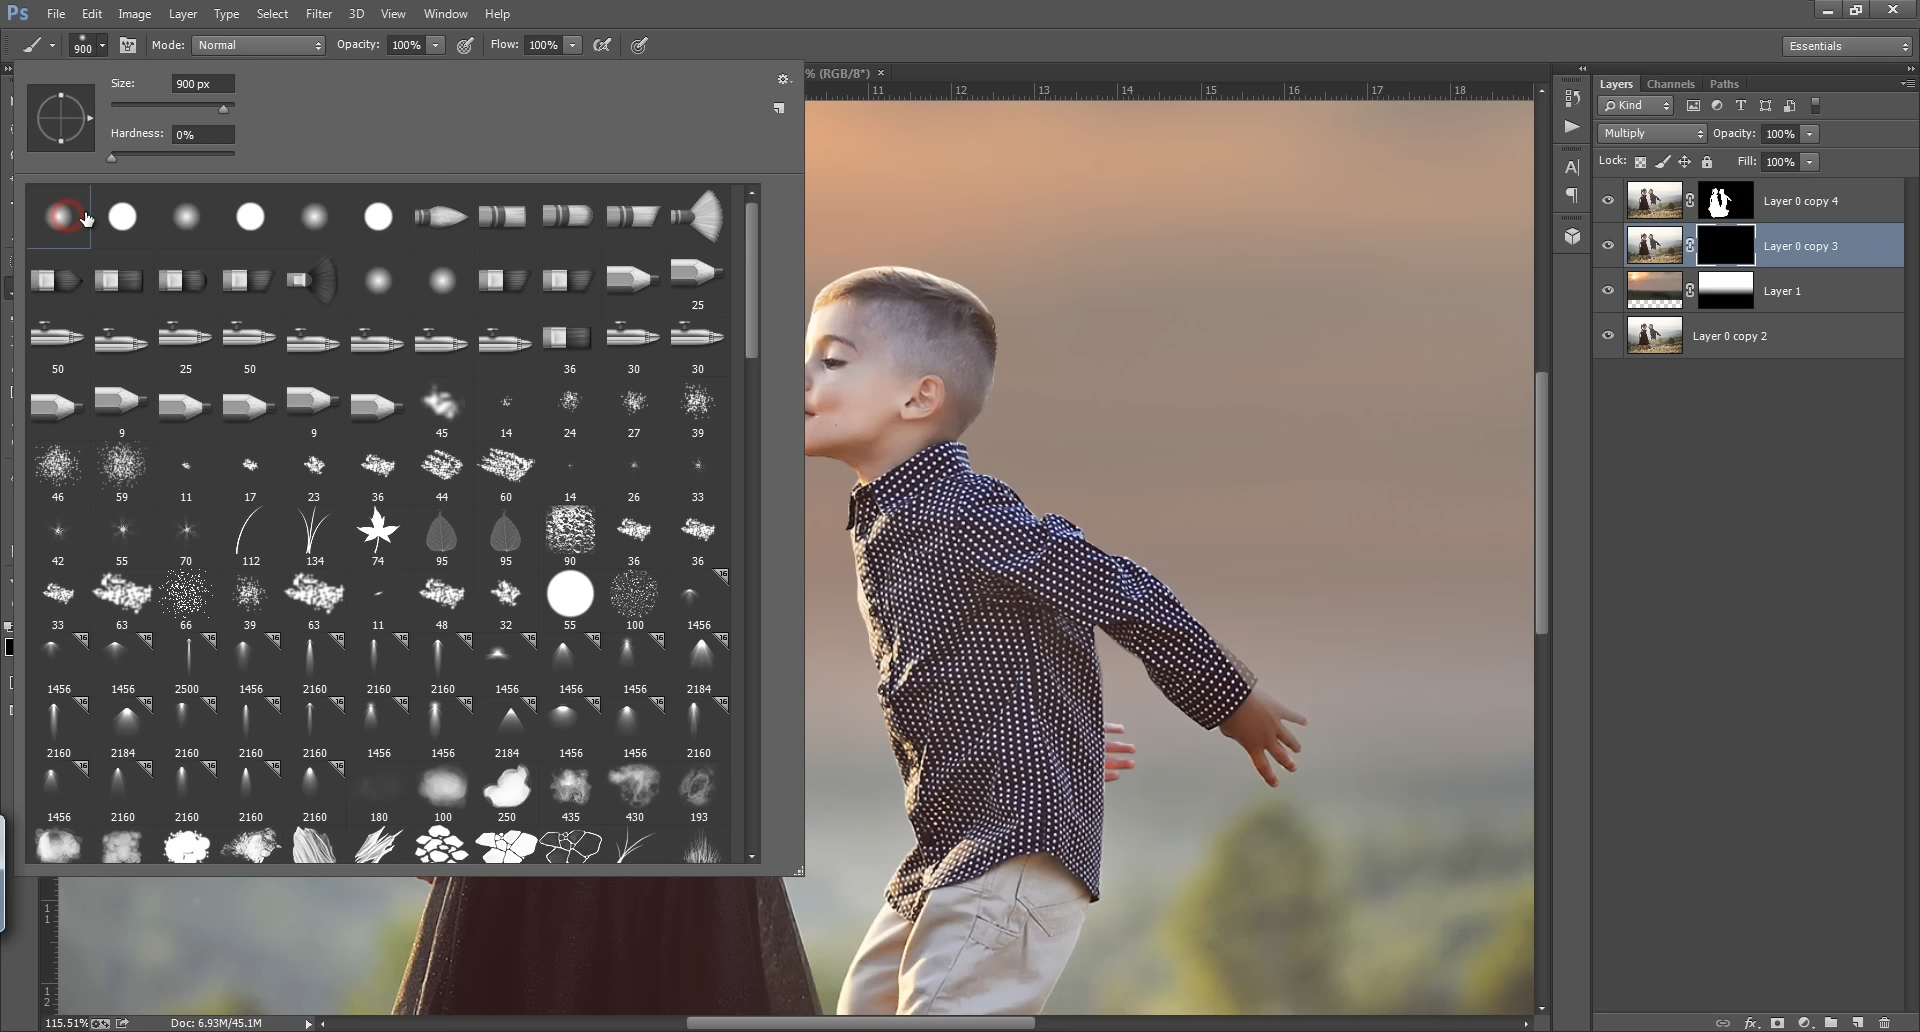 Ps File Edit Image Layer Type Select Filter 3D View Window Help
900 Mode: Normal Opacity: 100% Flow: 100% Essentials
Size: 900 px
Hardness: 0%
% (RGB/8*) ×
11 12 13 14 15 16 17 18
25
50 25 50 36 30 30
9 9 45 14 24 27 39
46 59 11 17 23 36 44 60 14 26 33
42 55 70 112 134 74 95 95 90 36 36
33 63 66 39 63 11 48 32 55 100 1456
1456 1456 2500 1456 2160 2160 2160 1456 1456 1456 2184
2160 2184 2160 2160 2160 1456 1456 2184 1456 1456 2160
1456 2160 2160 2160 2160 180 100 250 435 430 193
Layers Channels Paths
Kind
Multiply Opacity: 100%
Lock: Fill: 100%
Layer 0 copy 4
Layer 0 copy 3
Layer 1
Layer 0 copy 2
115.51% Doc: 6.93M/45.1M